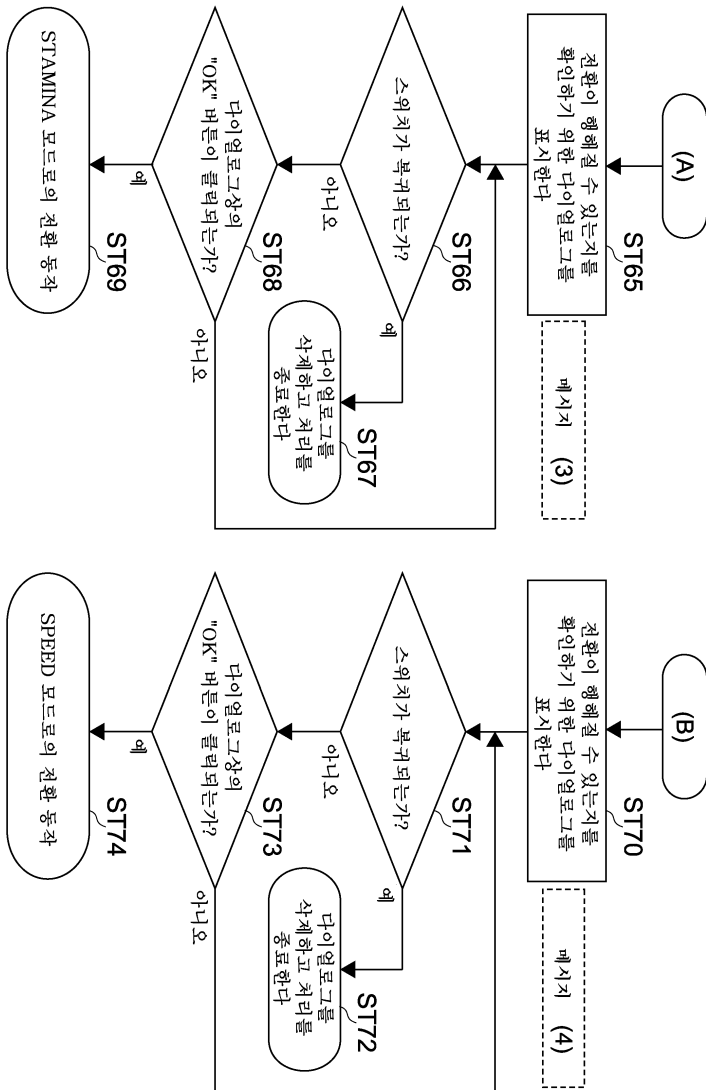 (A)
전환이 행해질 수 있는지를
확인하기 위한 다이얼로그를
표시한다
ST65
메시지 (3)
스위치가 복귀되는가?
ST66
예
아니오
다이얼로그를
삭제하고 처리를
종료한다
ST67
다이얼로그상의
"OK" 버튼이 클릭되는가?
ST68
아니오
예
STAMINA 모드로의 전환 동작
ST69
(B)
전환이 행해질 수 있는지를
확인하기 위한 다이얼로그를
표시한다
ST70
메시지 (4)
스위치가 복귀되는가?
ST71
예
아니오
다이얼로그를
삭제하고 처리를
종료한다
ST72
다이얼로그상의
"OK" 버튼이 클릭되는가?
ST73
아니오
예
SPEED 모드로의 전환 동작
ST74